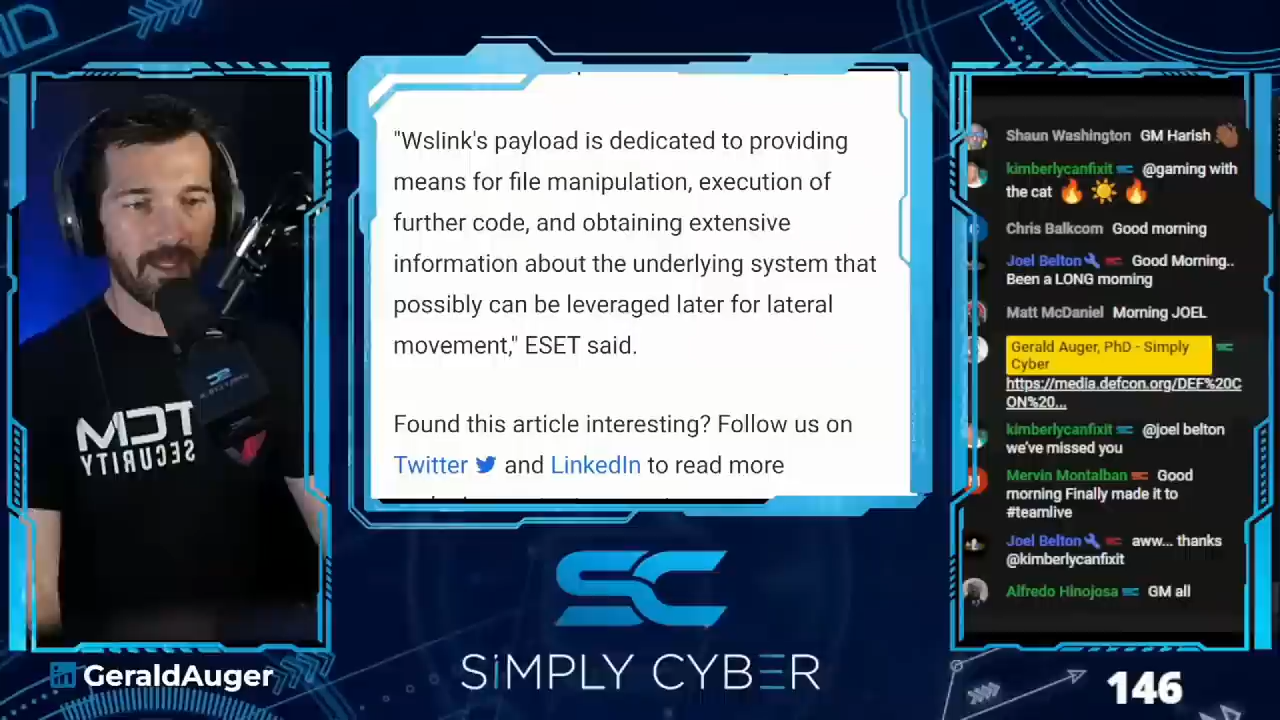 "Wslink's payload is dedicated to providing
means for file manipulation, execution of
further code, and obtaining extensive
information about the underlying system that
possibly can be leveraged later for lateral
movement," ESET said.
Found this article interesting? Follow us on
Twitter and LinkedIn to read more
MDT
SECURITY
Shaun Washington GM Harish
kimberlycanfixit @gaming with
the cat
Chris Balkcom Good morning
Joel Belton Good Morning..
Been a LONG morning
Matt McDaniel Morning JOEL
Gerald Auger, PhD - Simply
Cyber
https://media.defcon.org/DEF%20C
ON%20...
kimberlycanfixit @joel belton
we've missed you
Mervin Montalban Good
morning Finally made it to
#teamlive
Joel Belton aww... thanks
@kimberlycanfixit
Alfredo Hinojosa GM all
SC
SIMPLY CYBER
in GeraldAuger
146